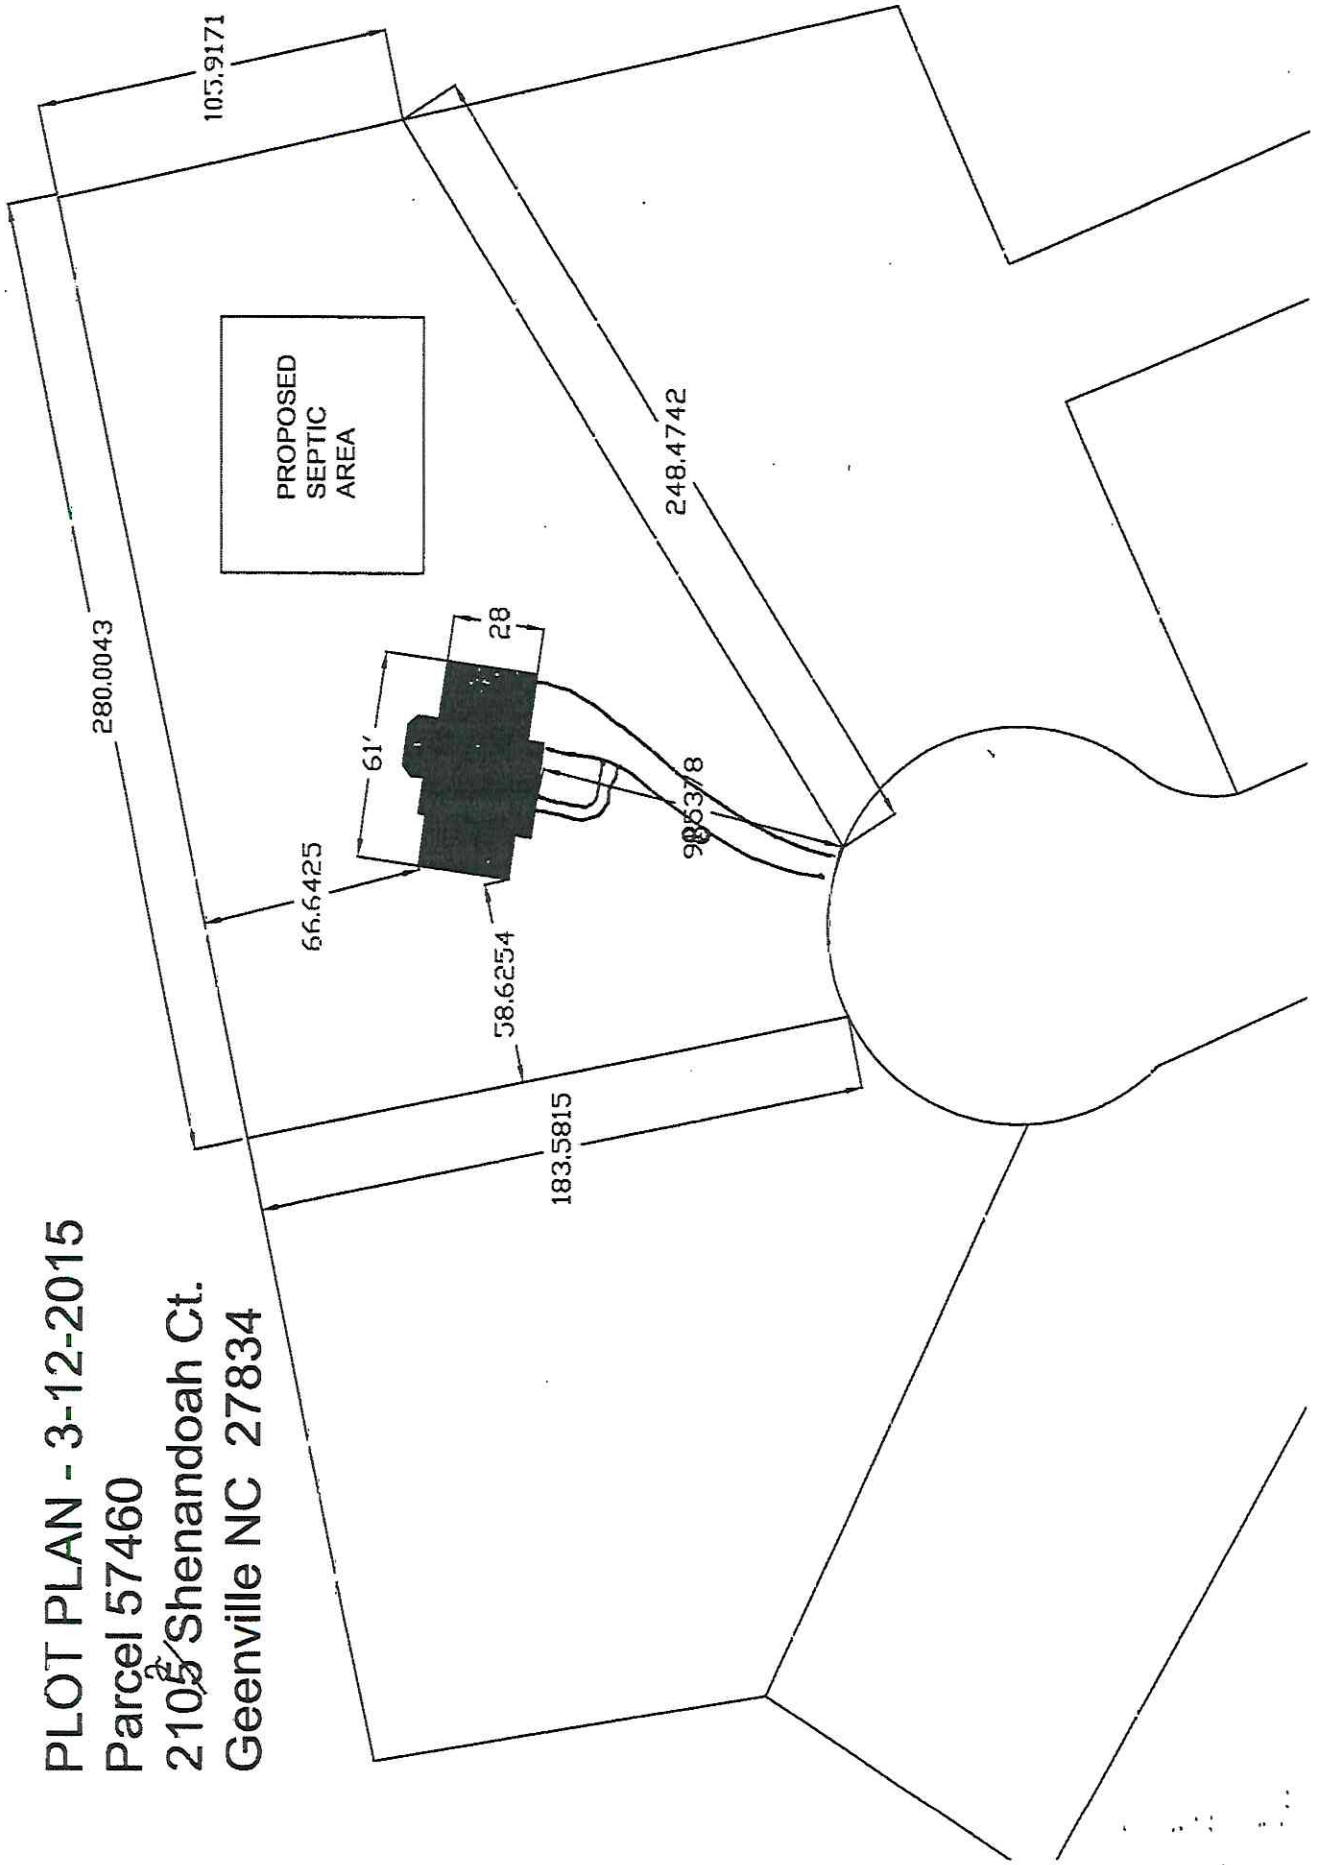 PLOT PLAN - 3-12-2015
Parcel 57460
2105 Shenandoah Ct.
2
Geenville NC 27834
280.0043
105.9171
PROPOSED
SEPTIC
AREA
61'
28
66.6425
58.6254
183.5815
248.4742